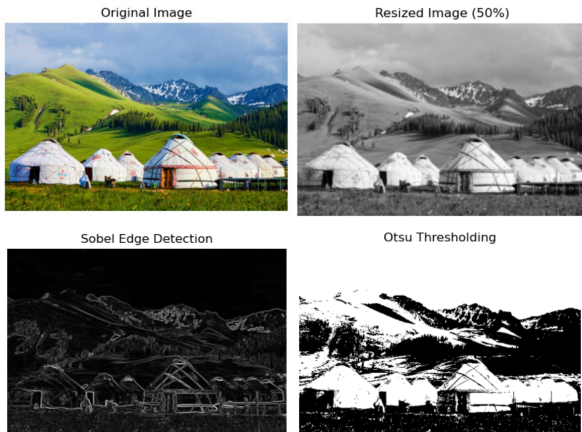 Original Image
Resized Image (50%)
Sobel Edge Detection
Otsu Thresholding